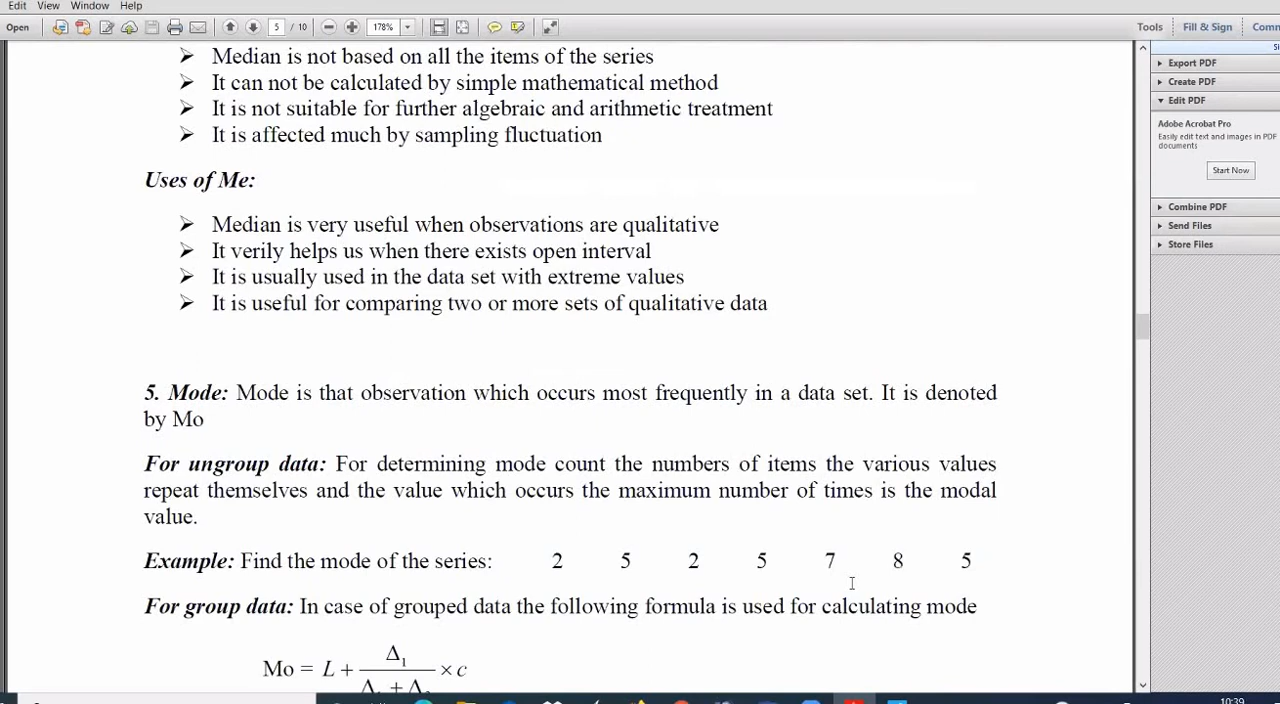 Edit View Window Help
Open 5 / 10 178% Tools Fill & Sign
Median is not based on all the items of the series
It can not be calculated by simple mathematical method
It is not suitable for further algebraic and arithmetic treatment
It is affected much by sampling fluctuation
Uses of Me:
Median is very useful when observations are qualitative
It verily helps us when there exists open interval
It is usually used in the data set with extreme values
It is useful for comparing two or more sets of qualitative data
5. Mode: Mode is that observation which occurs most frequently in a data set. It is denoted
by Mo
For ungroup data: For determining mode count the numbers of items the various values
repeat themselves and the value which occurs the maximum number of times is the modal
value.
Example: Find the mode of the series: 2 5 2 5 7 8 5
For group data: In case of grouped data the following formula is used for calculating mode
Mo = L + Δ1 / Δ + Δ × c
Export PDF
Create PDF
Edit PDF
Adobe Acrobat Pro
Easily edit text and images in PDF
documents
Start Now
Combine PDF
Send Files
Store Files
10:39